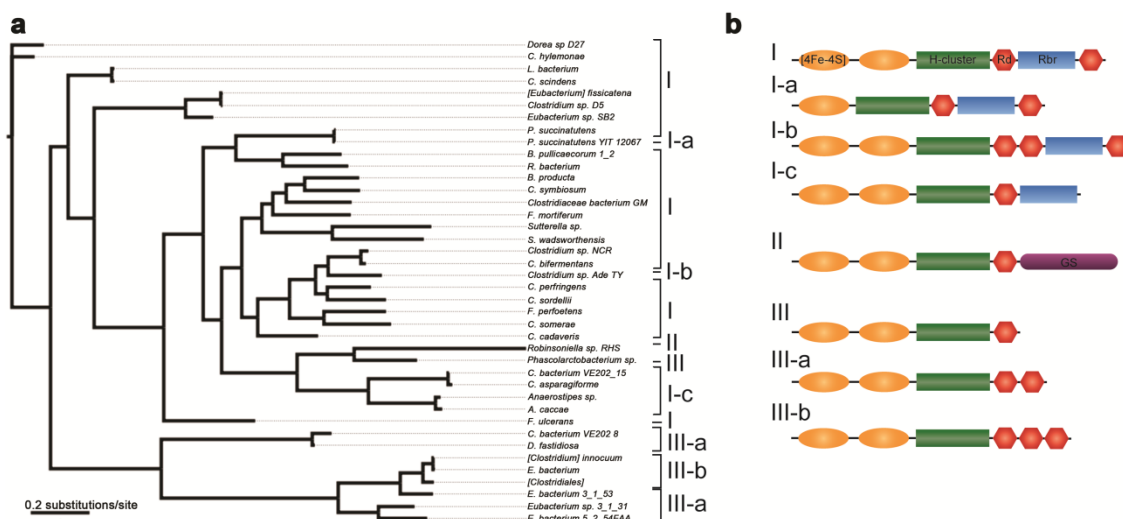 a
Dorea sp D27
C. hylemonae
L. bacterium
C. scindens
[Eubacterium] fissicatena
Clostridium sp. D5
Eubacterium sp. SB2
P. succinatutens
P. succinatutens YIT 12067
B. pullicaecorum 1_2
R. bacterium
B. producta
C. symbiosum
Clostridiaceae bacterium GM
F. mortiferum
Sutterella sp.
S. wadsworthensis
Clostridium sp. NCR
C. bifermentans
Clostridium sp. Ade TY
C. perfringens
C. sordellii
F. perfoetens
C. somerae
C. cadaveris
Robinsoniella sp. RHS
Phascolarctobacterium sp.
C. bacterium VE202_15
C. asparagiforme
Anaerostipes sp.
A. caccae
F. ulcerans
C. bacterium VE202 8
D. fastidiosa
[Clostridium] innocuum
E. bacterium
[Clostridiales]
E. bacterium 3_1_53
Eubacterium sp. 3_1_31
E. bacterium 5_2_54FAA
I
I-a
I
I-b
I
II
III
I-c
I
III-a
III-b
III-a
0.2 substitutions/site
b
I
[4Fe-4S] H-cluster Rd Rbr
I-a
I-b
I-c
II
GS
III
III-a
III-b